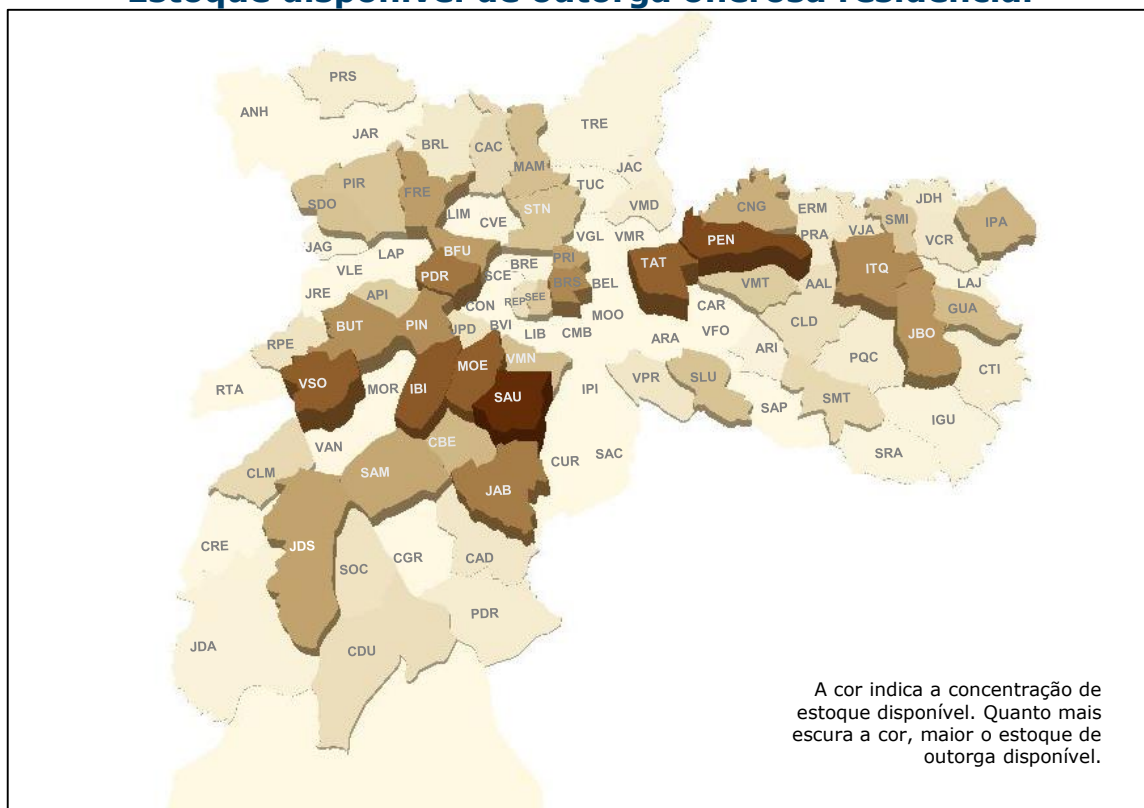 Estoque disponível de outorga onerosa residencial
PRS
ANH
TRE
JAR
BRL
CAC
MAM
JAC
PIR
FRE
TUC
SDO
STN
VMD
CNG
ERM
SMI
JDH
IPA
LIM
CVE
VGL
VMR
PEN
PRA
VJA
VCR
JAG
LAP
BFU
PRI
TAT
ITQ
VLE
PDR
SCE
BRE
BRS
BEL
VMT
AAL
LAJ
JRE
API
CON
REP
SEE
MOO
CAR
GUA
BUT
PIN
JPD
BVI
LIB
CMB
ARA
VFO
CLD
JBO
RPE
VMN
ARI
PQC
CTI
RTA
VSO
MOR
IBI
MOE
SAU
IPI
VPR
SLU
SAP
SMT
IGU
VAN
CBE
CLM
SAM
CUR
SAC
SRA
JAB
CRE
JDS
SOC
CGR
CAD
PDR
JDA
CDU
A cor indica a concentração de
estoque disponível. Quanto mais
escura a cor, maior o estoque de
outorga disponível.